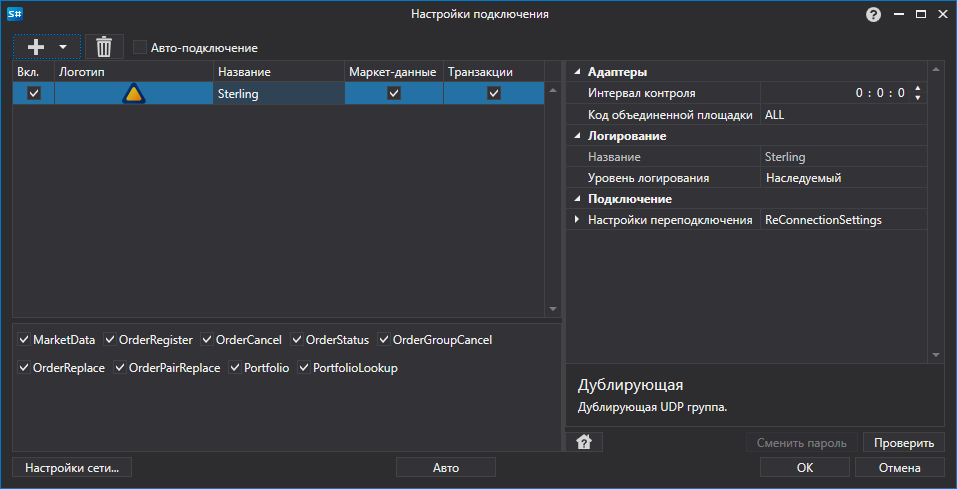 S# Настройки подключения ?
Авто-подключение
Вкл. Логотип Название Маркет-данные Транзакции
Sterling
MarketData OrderRegister OrderCancel OrderStatus OrderGroupCancel
OrderReplace OrderPairReplace Portfolio PortfolioLookup
Адаптеры
Интервал контроля 0 : 0 : 0
Код объединенной площадки ALL
Логирование
Название Sterling
Уровень логирования Наследуемый
Подключение
Настройки переподключения ReConnectionSettings
Дублирующая
Дублирующая UDP группа.
? Сменить пароль Проверить
Настройки сети... Авто OK Отмена